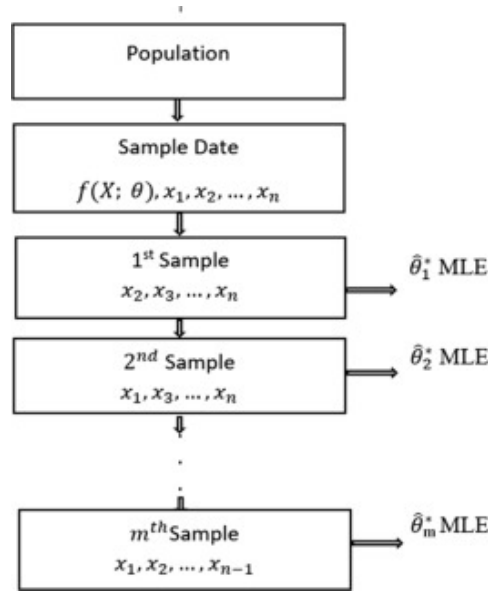 Population
Sample Date
f(X; θ), x₁, x₂, …, xₙ
1ˢᵗ Sample
x₂, x₃, …, xₙ
θ̂₁* MLE
2ⁿᵈ Sample
x₁, x₃, …, xₙ
θ̂₂* MLE
mᵗʰ Sample
x₁, x₂, …, xₙ₋₁
θ̂ₘ* MLE